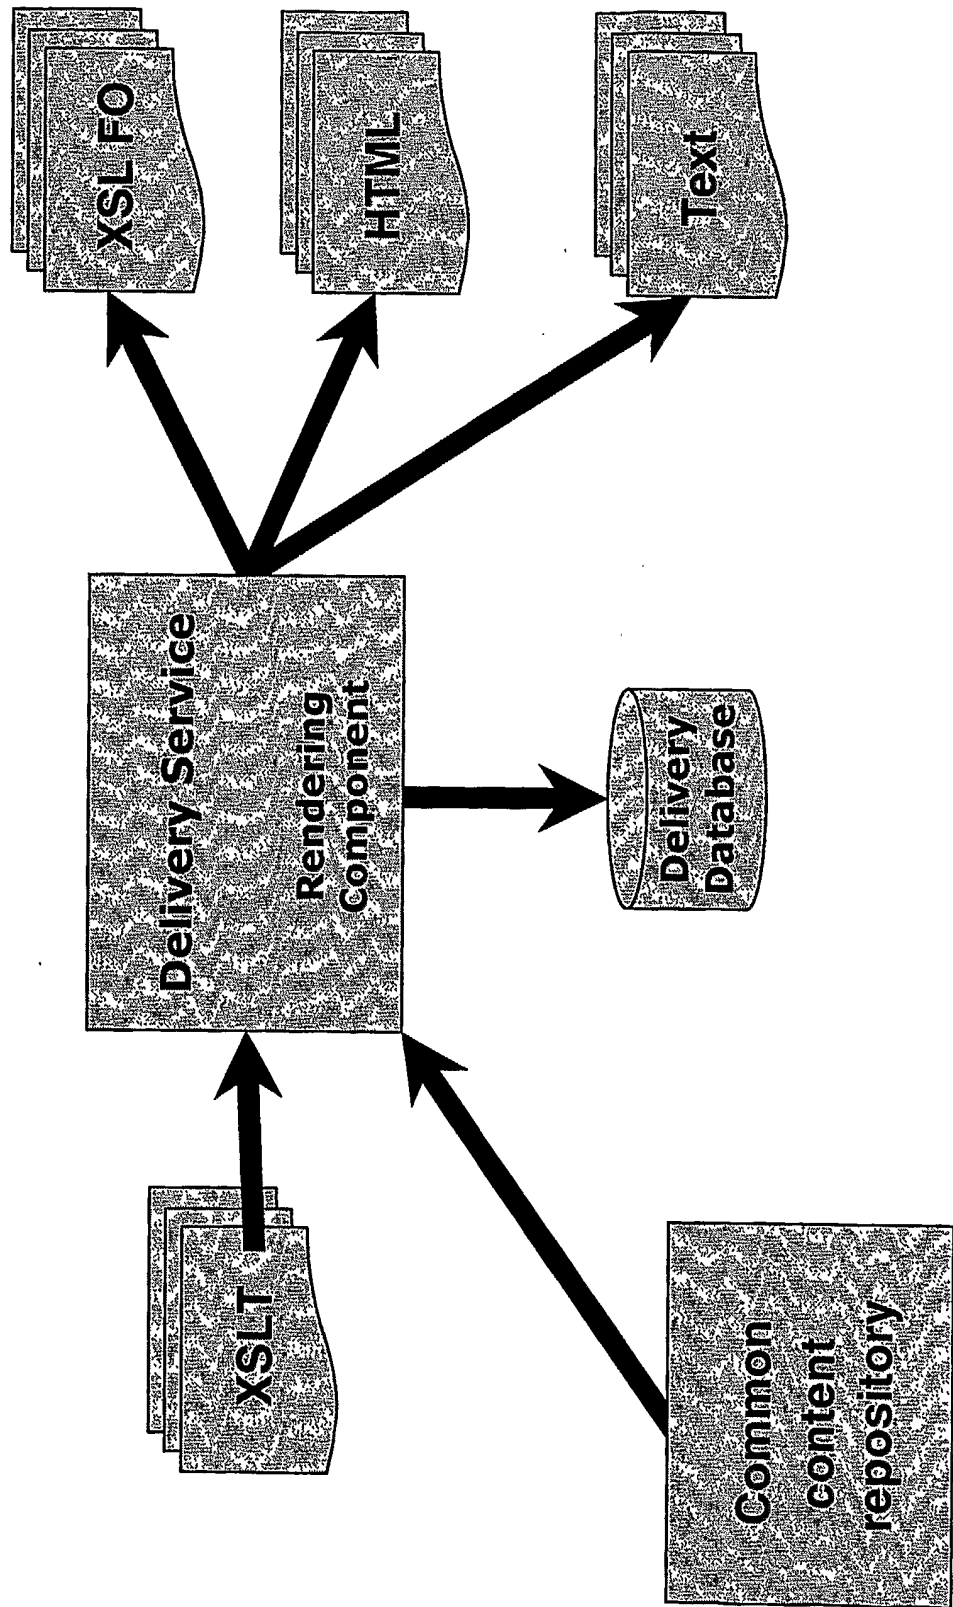 XSLT
Delivery Service
Rendering
Component
XSL FO
HTML
Text
Delivery
Database
Common
content
repository